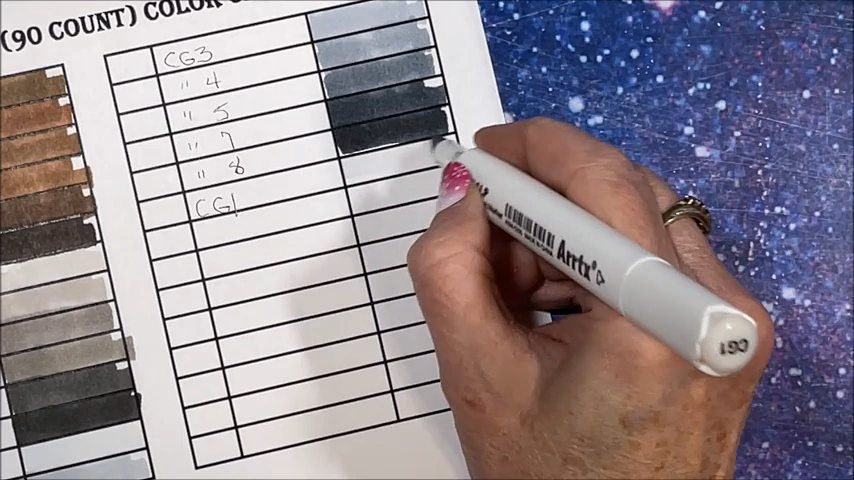 (90 COUNT) COLOR
CG3
" 4
" 5
" 7
" 8
CG1
Arrtx
CG1